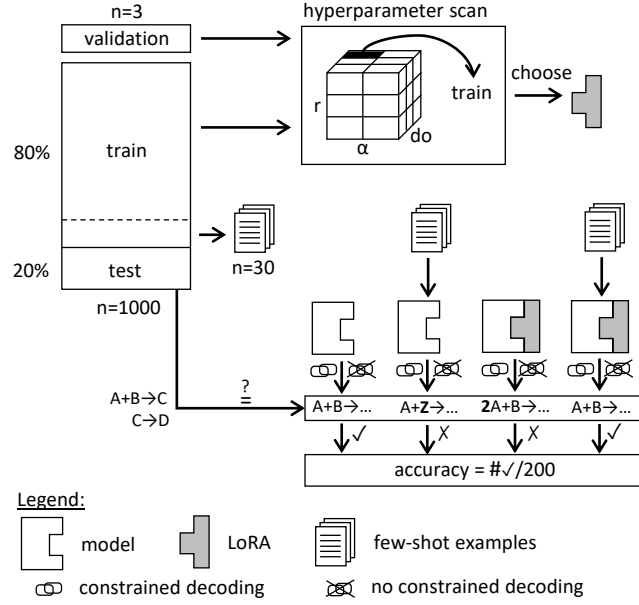 n=3
hyperparameter scan
validation
80%
train
r
α
do
train
choose
20%
test
n=30
n=1000
A+B→C
C→D
?
=
A+B→...
A+Z→...
2A+B→...
A+B→...
✓
✗
✗
✓
accuracy = #✓/200
Legend:
model
LoRA
few-shot examples
constrained decoding
no constrained decoding